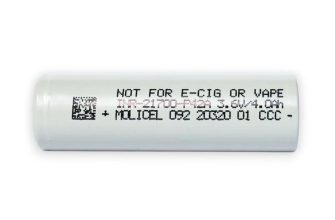 NOT FOR E-CIG OR VAPE
INR-21700-P42A 3.6V/4.0Ah
+ MOLICEL 092 20320 01 CCC -